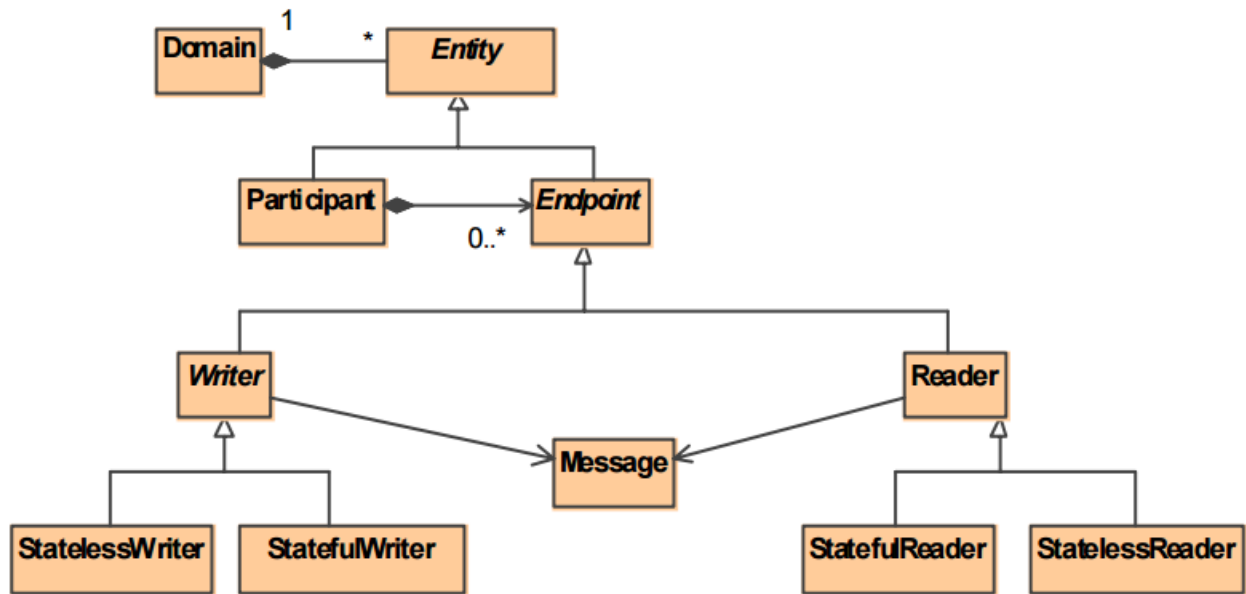 1
*
Domain
Entity
Participant
Endpoint
0..*
Writer
Reader
Message
StatelessWriter
StatefulWriter
StatefulReader
StatelessReader